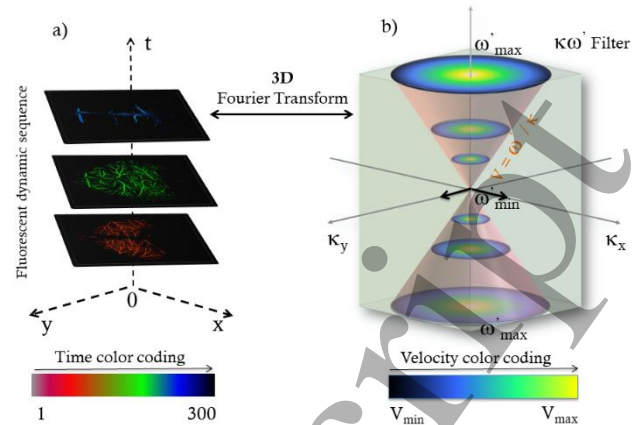 a)
t
Fluorescent dynamic sequence
0
y
x
Time color coding
1
300
3D
Fourier Transform
b)
ω'max
κω' Filter
V = ω'/κ
ω'min
κy
κx
ω'max
Velocity color coding
Vmin
Vmax